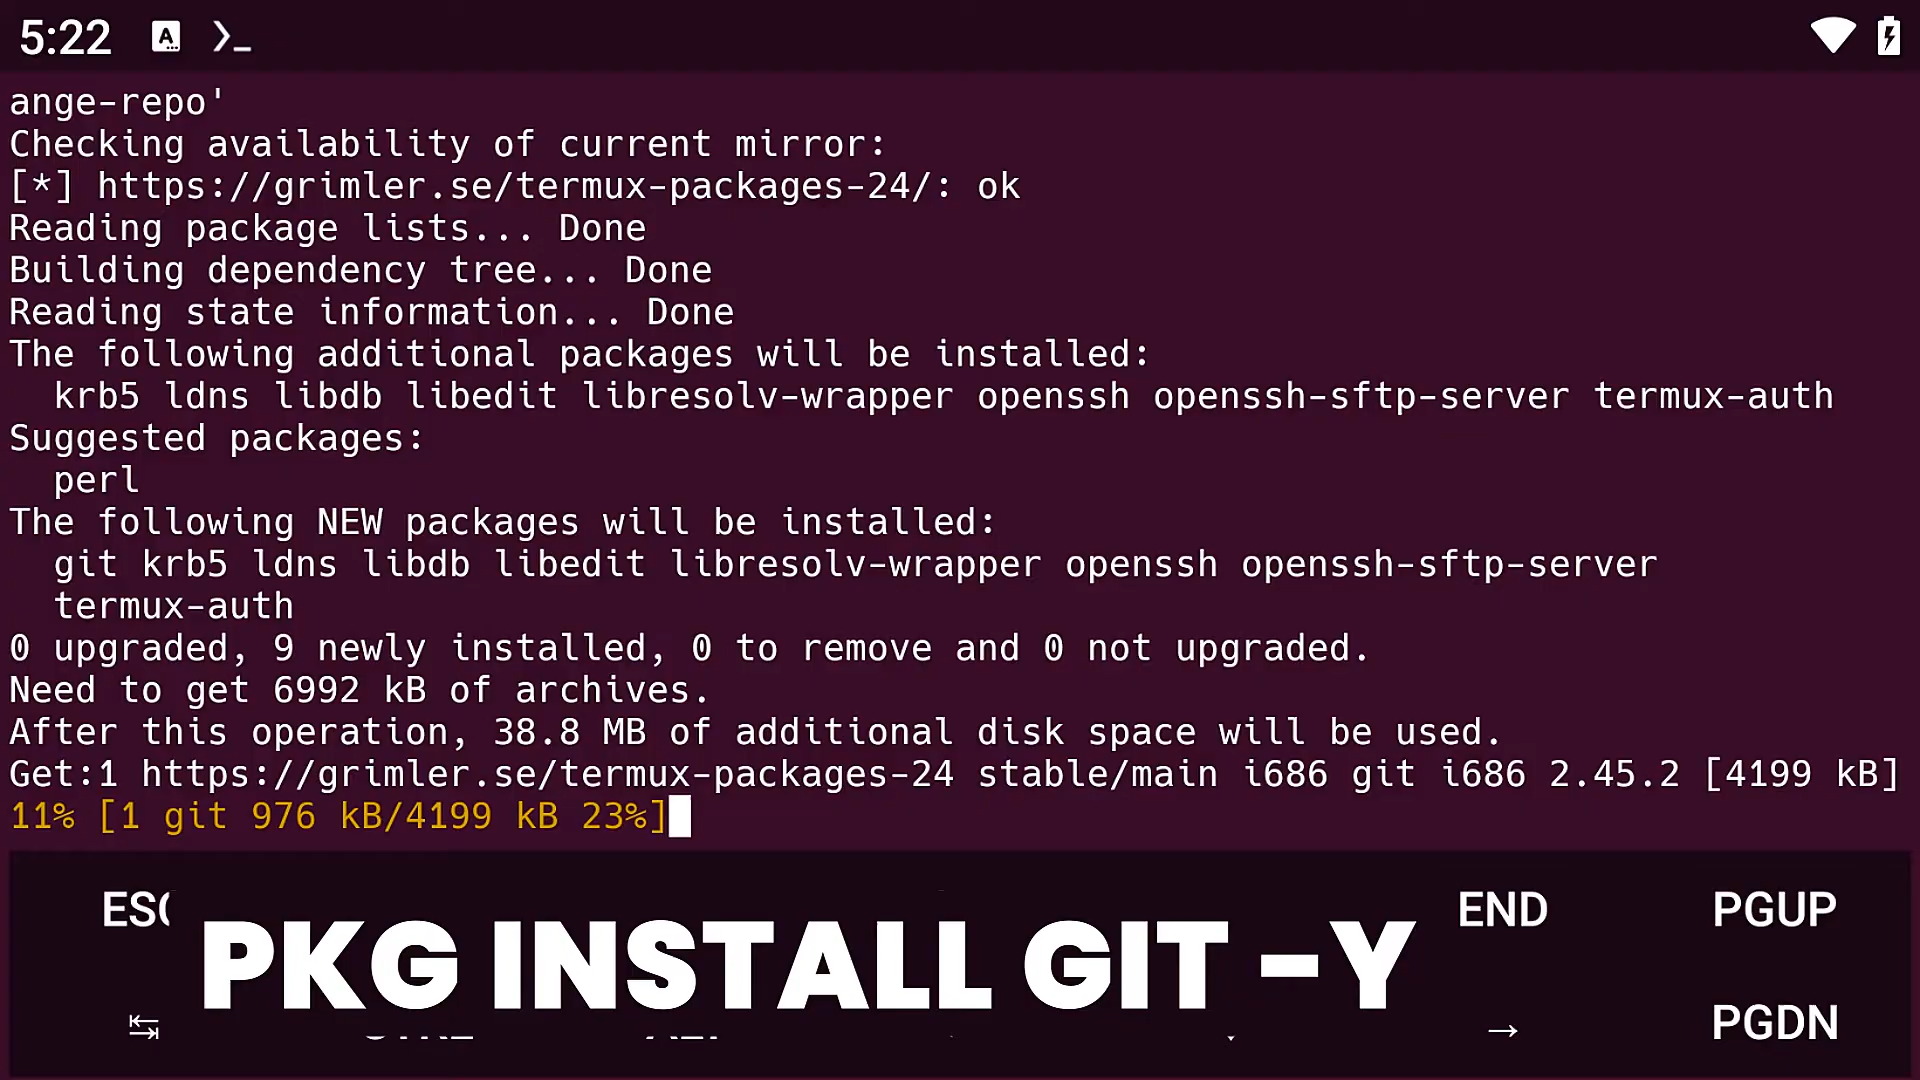 5:22 A... >_
ange-repo'
Checking availability of current mirror:
[*] https://grimler.se/termux-packages-24/: ok
Reading package lists... Done
Building dependency tree... Done
Reading state information... Done
The following additional packages will be installed:
krb5 ldns libdb libedit libresolv-wrapper openssh openssh-sftp-server termux-auth
Suggested packages:
perl
The following NEW packages will be installed:
git krb5 ldns libdb libedit libresolv-wrapper openssh openssh-sftp-server
termux-auth
0 upgraded, 9 newly installed, 0 to remove and 0 not upgraded.
Need to get 6992 kB of archives.
After this operation, 38.8 MB of additional disk space will be used.
Get:1 https://grimler.se/termux-packages-24 stable/main i686 git i686 2.45.2 [4199 kB]
11% [1 git 976 kB/4199 kB 23%]
END PGUP
PKG INSTALL GIT -Y
→ PGDN